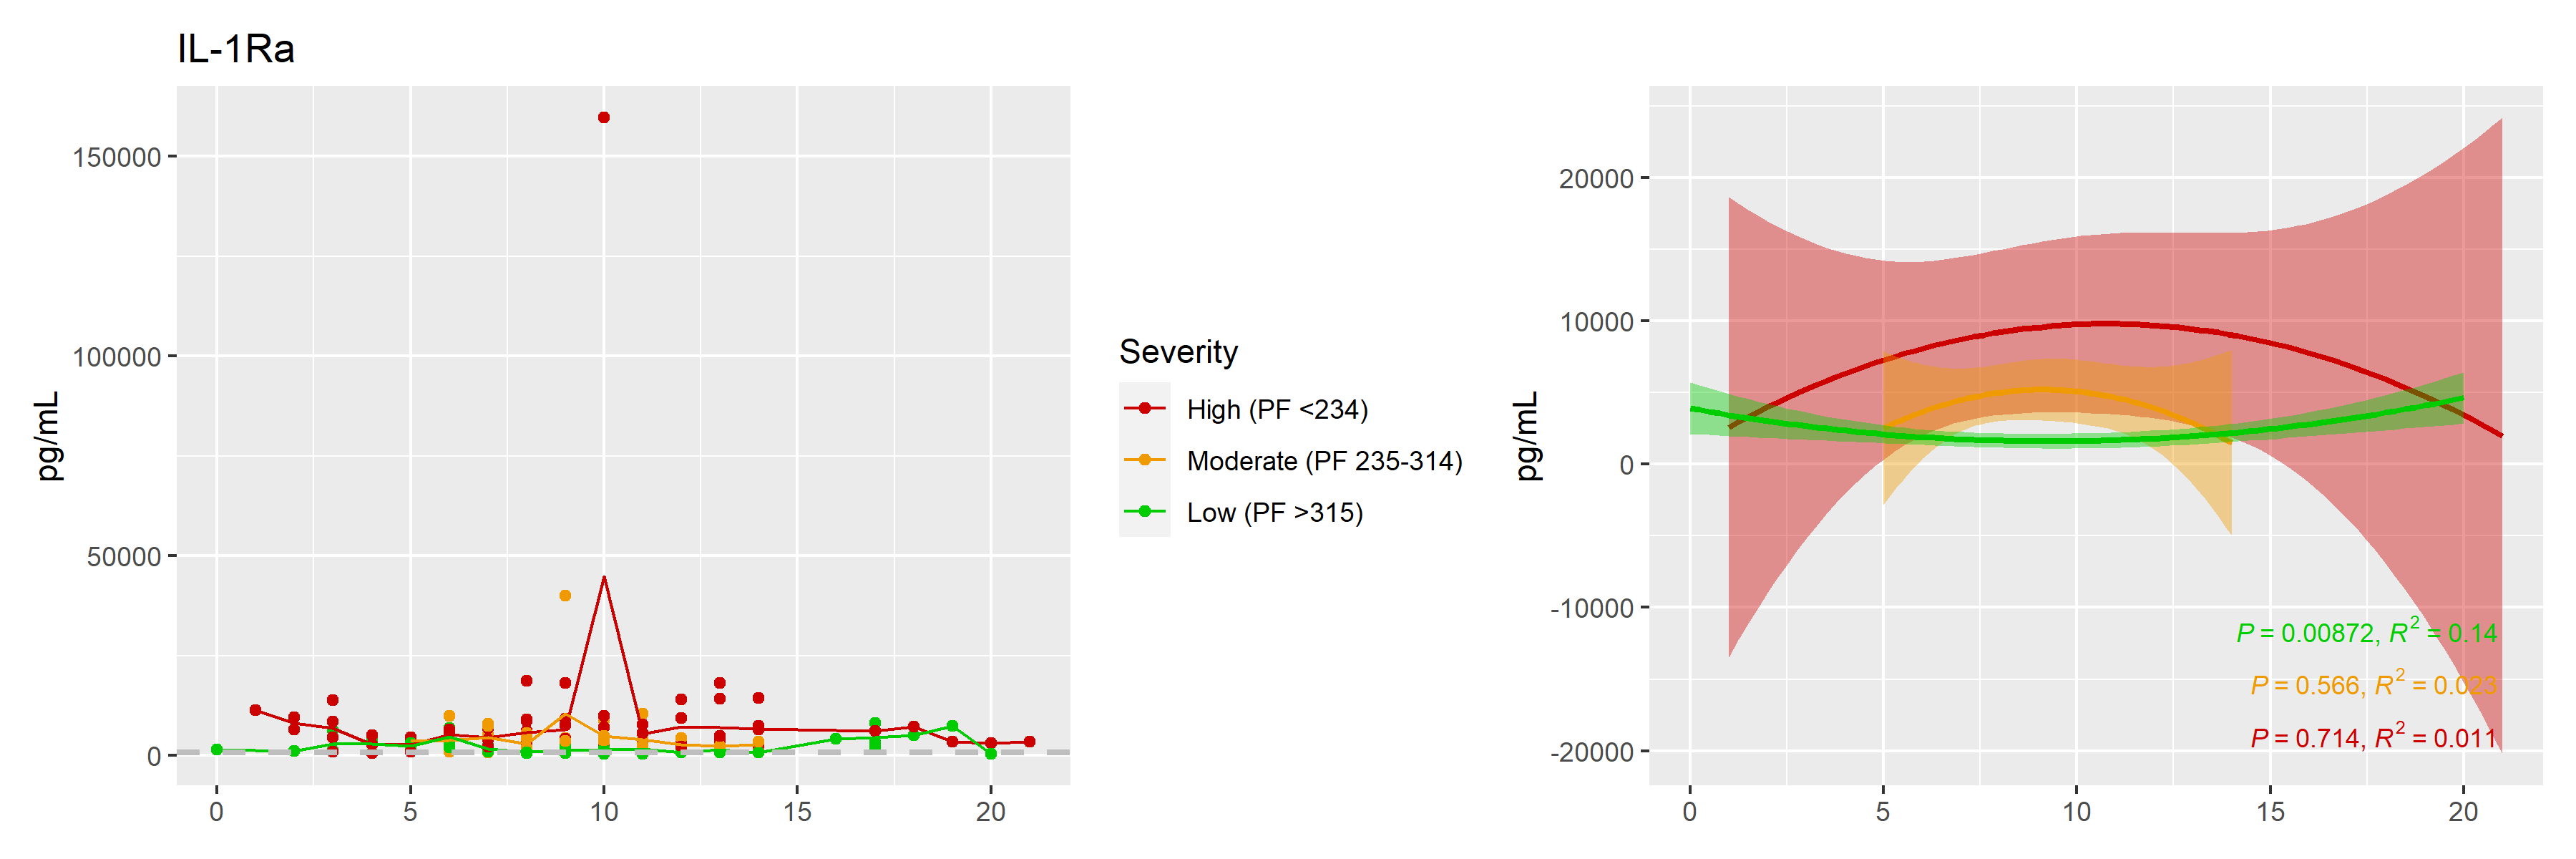 IL-1Ra
pg/mL
150000
100000
50000
0
0 5 10 15 20
Severity
High (PF <234)
Moderate (PF 235-314)
Low (PF >315)
pg/mL
20000
10000
0
-10000
-20000
P = 0.00872, R² = 0.14
P = 0.566, R² = 0.023
P = 0.714, R² = 0.011
0 5 10 15 20